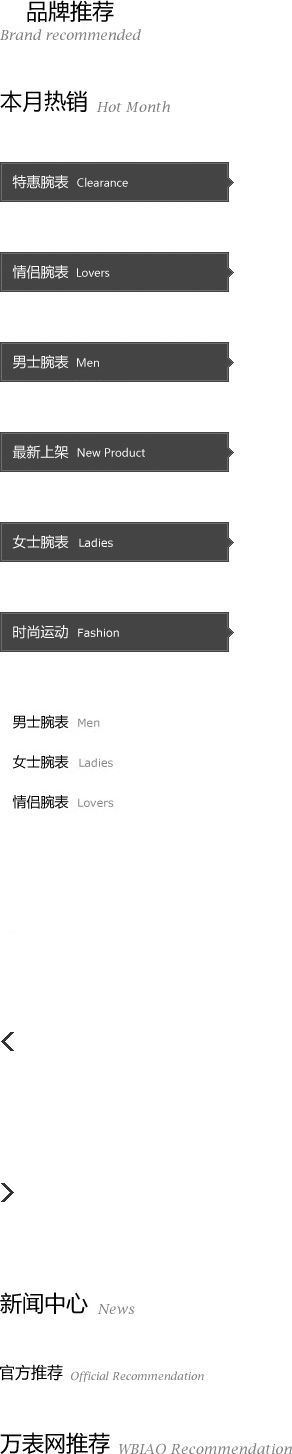 品牌推荐
Brand recommended
本月热销 Hot Month
特惠腕表 Clearance
情侣腕表 Lovers
男士腕表 Men
最新上架 New Product
女士腕表 Ladies
时尚运动 Fashion
男士腕表 Men
女士腕表 Ladies
情侣腕表 Lovers
新闻中心 News
官方推荐 Official Recommendation
万表网推荐 WBIAO Recommendation